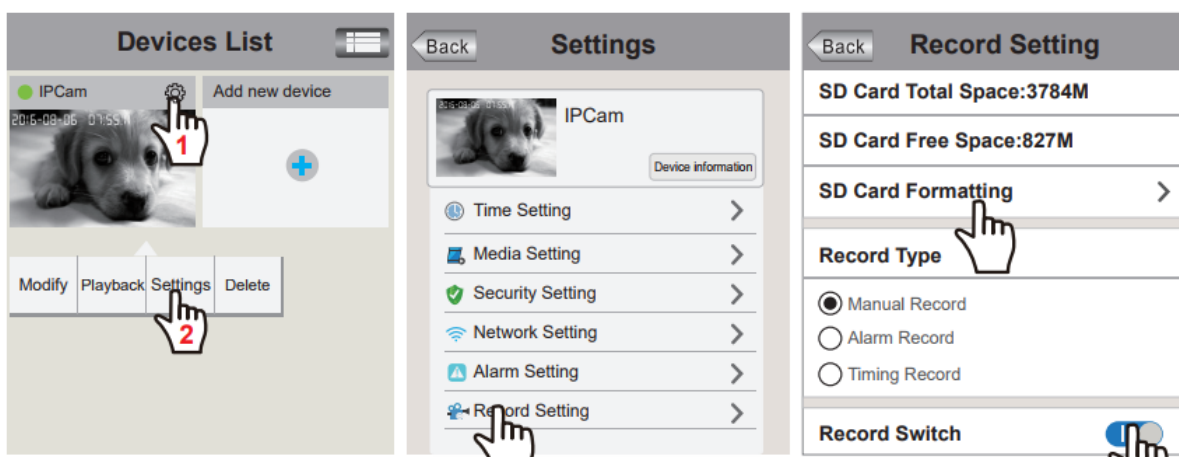 Devices List
IPCam
Add new device
2016-08-06 07:55
1
Modify Playback Settings Delete
2
Back Settings
2016-08-06 07:55
IPCam
Device information
Time Setting
Media Setting
Security Setting
Network Setting
Alarm Setting
Record Setting
Back Record Setting
SD Card Total Space:3784M
SD Card Free Space:827M
SD Card Formatting
Record Type
Manual Record
Alarm Record
Timing Record
Record Switch